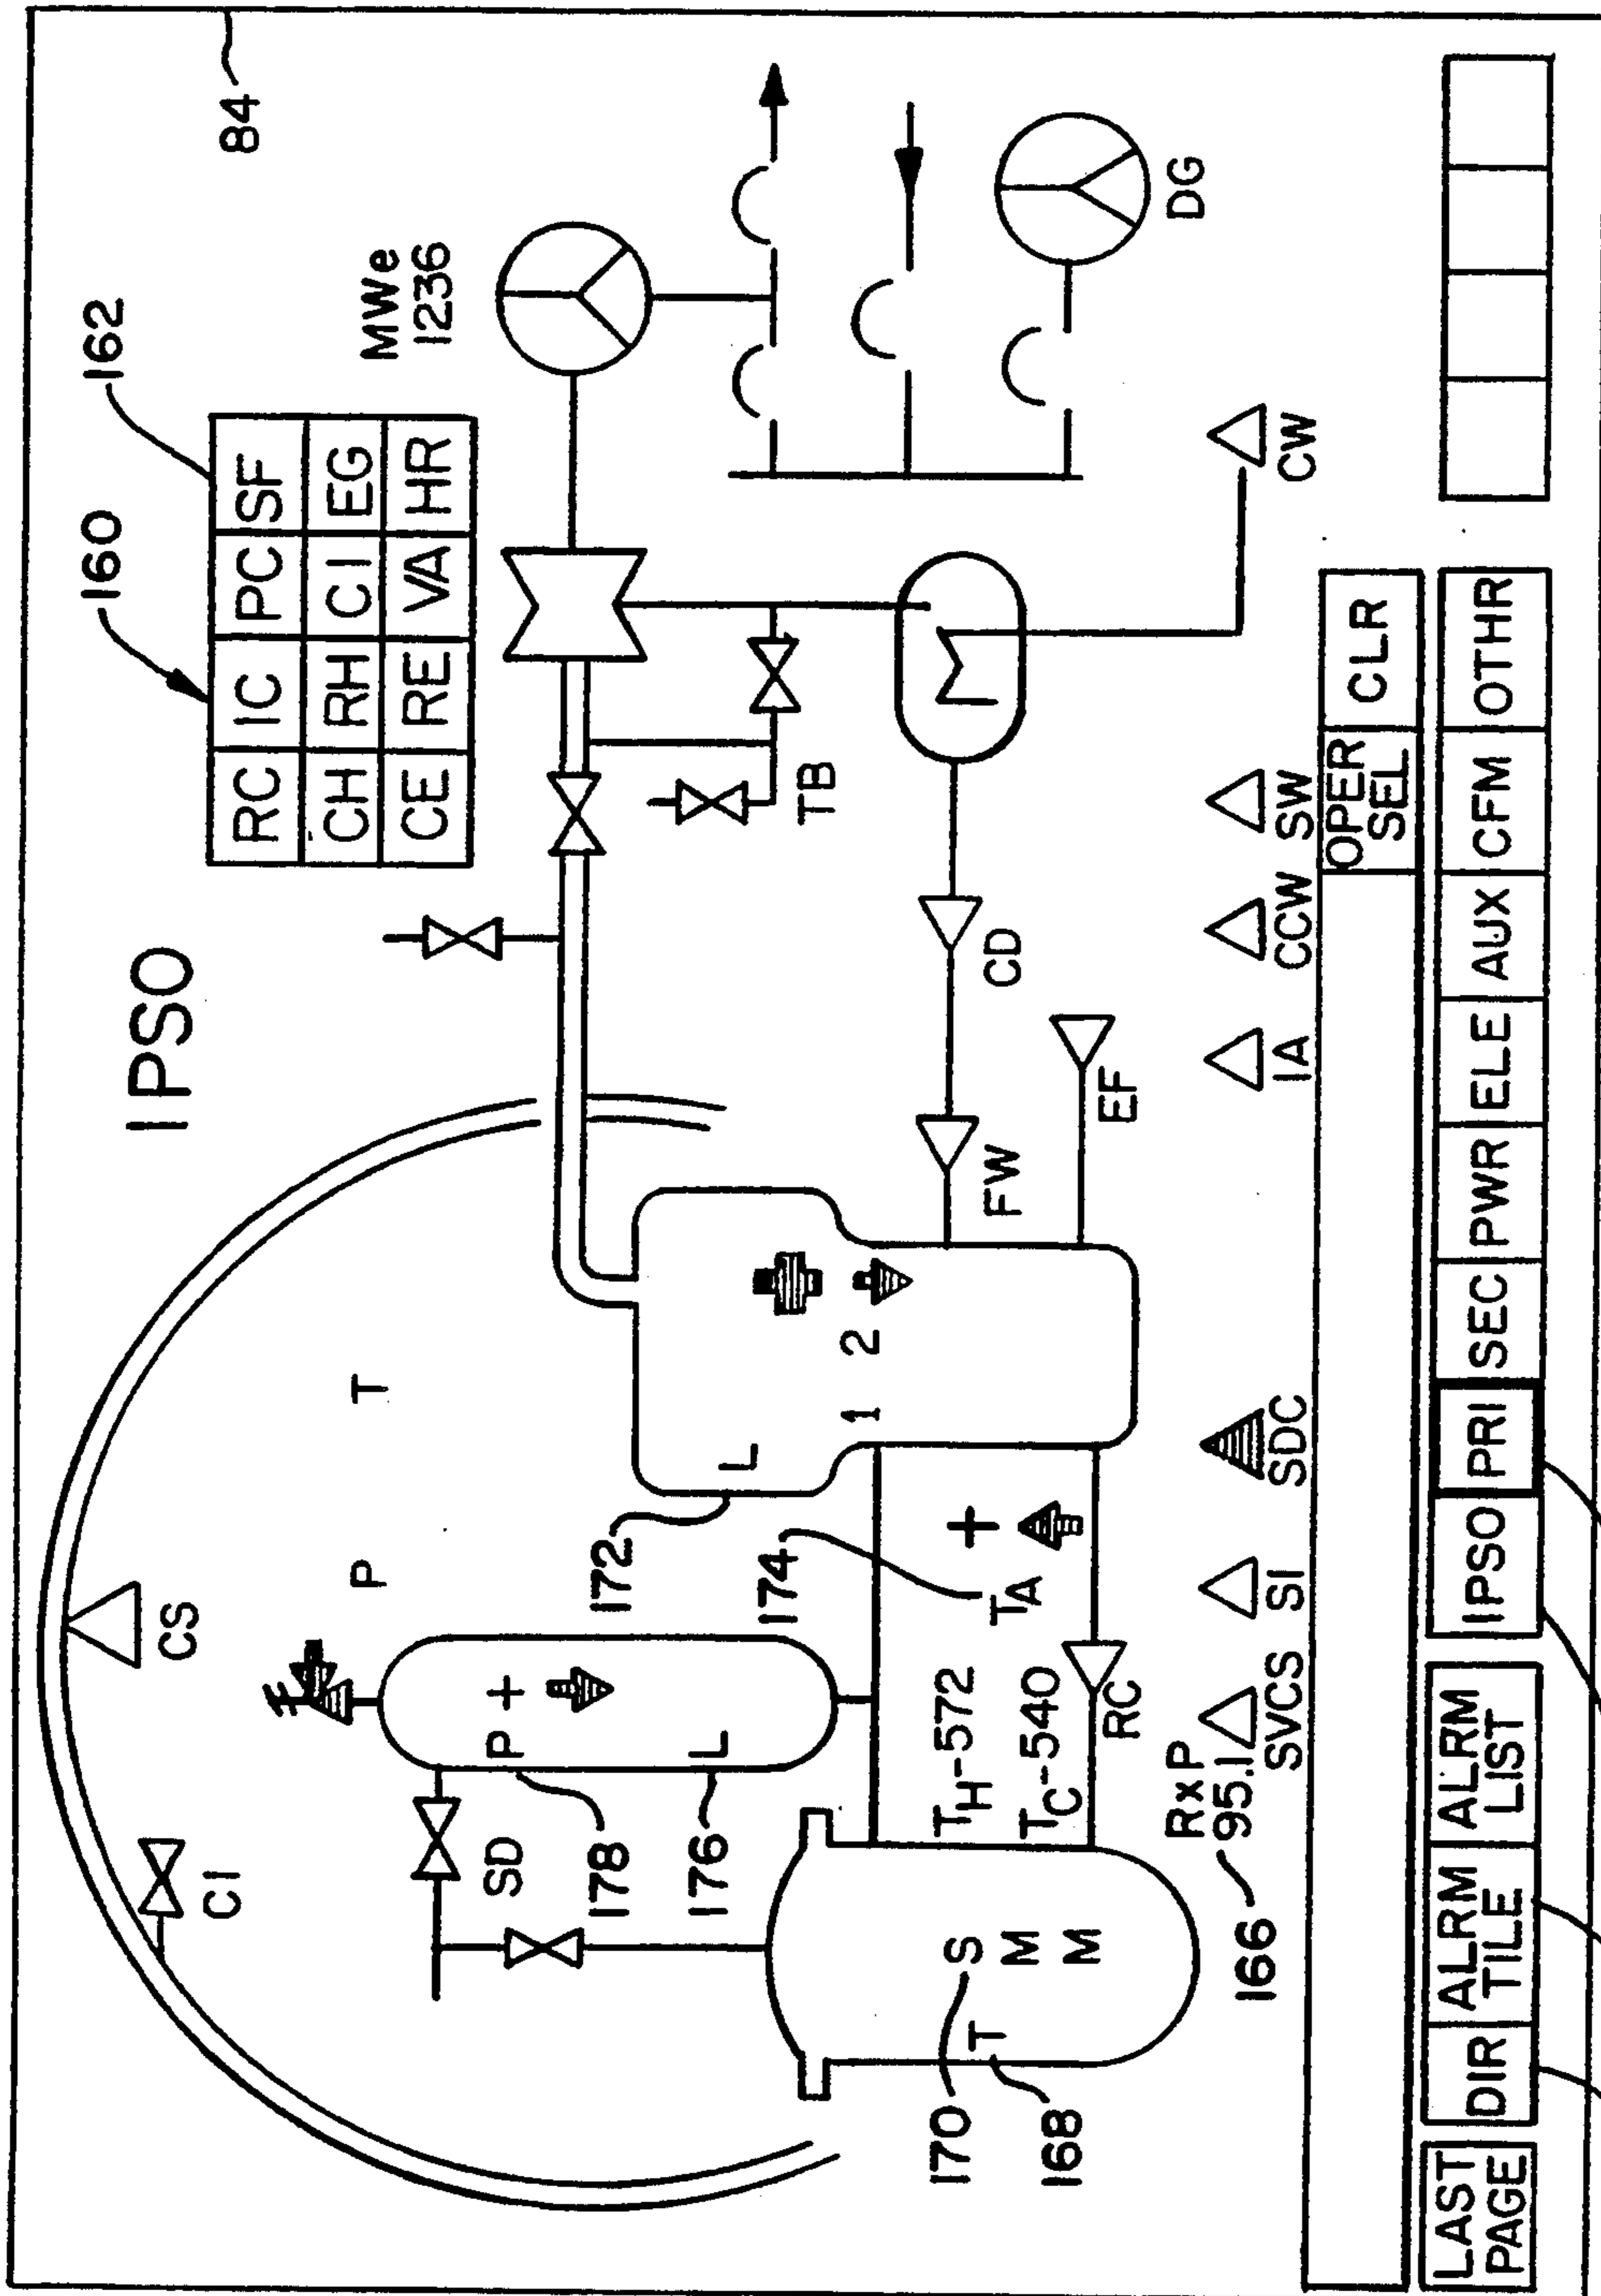 IPSO
84
160
162
RC IC PC SF
CH RH CI EG
CE RE VA HR
MWe
1236
CI
CS
P T
SD
P +
178
L
176
172
L
1 2
174
TA +
TH-572
TC-540
RC
170
S
M
M
T
168
TB
CD
FW
EF
DG
CW
RxP
95.1
166
SVCS
SI
SDC
IA
CCW
SW
OPER
SEL
CLR
LAST
PAGE
DIR
ALRM
TILE
ALRM
LIST
IPSO PRI SEC PWR ELE AUX CFM OTHR